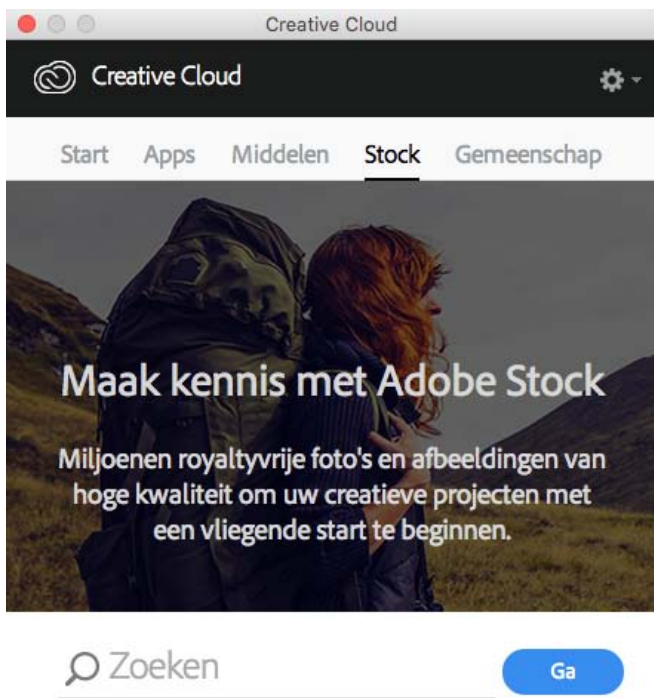 Creative Cloud
Creative Cloud
Start Apps Middelen Stock Gemeenschap
Maak kennis met Adobe Stock
Miljoenen royaltyvrije foto's en afbeeldingen van
hoge kwaliteit om uw creatieve projecten met
een vliegende start te beginnen.
Zoeken Ga